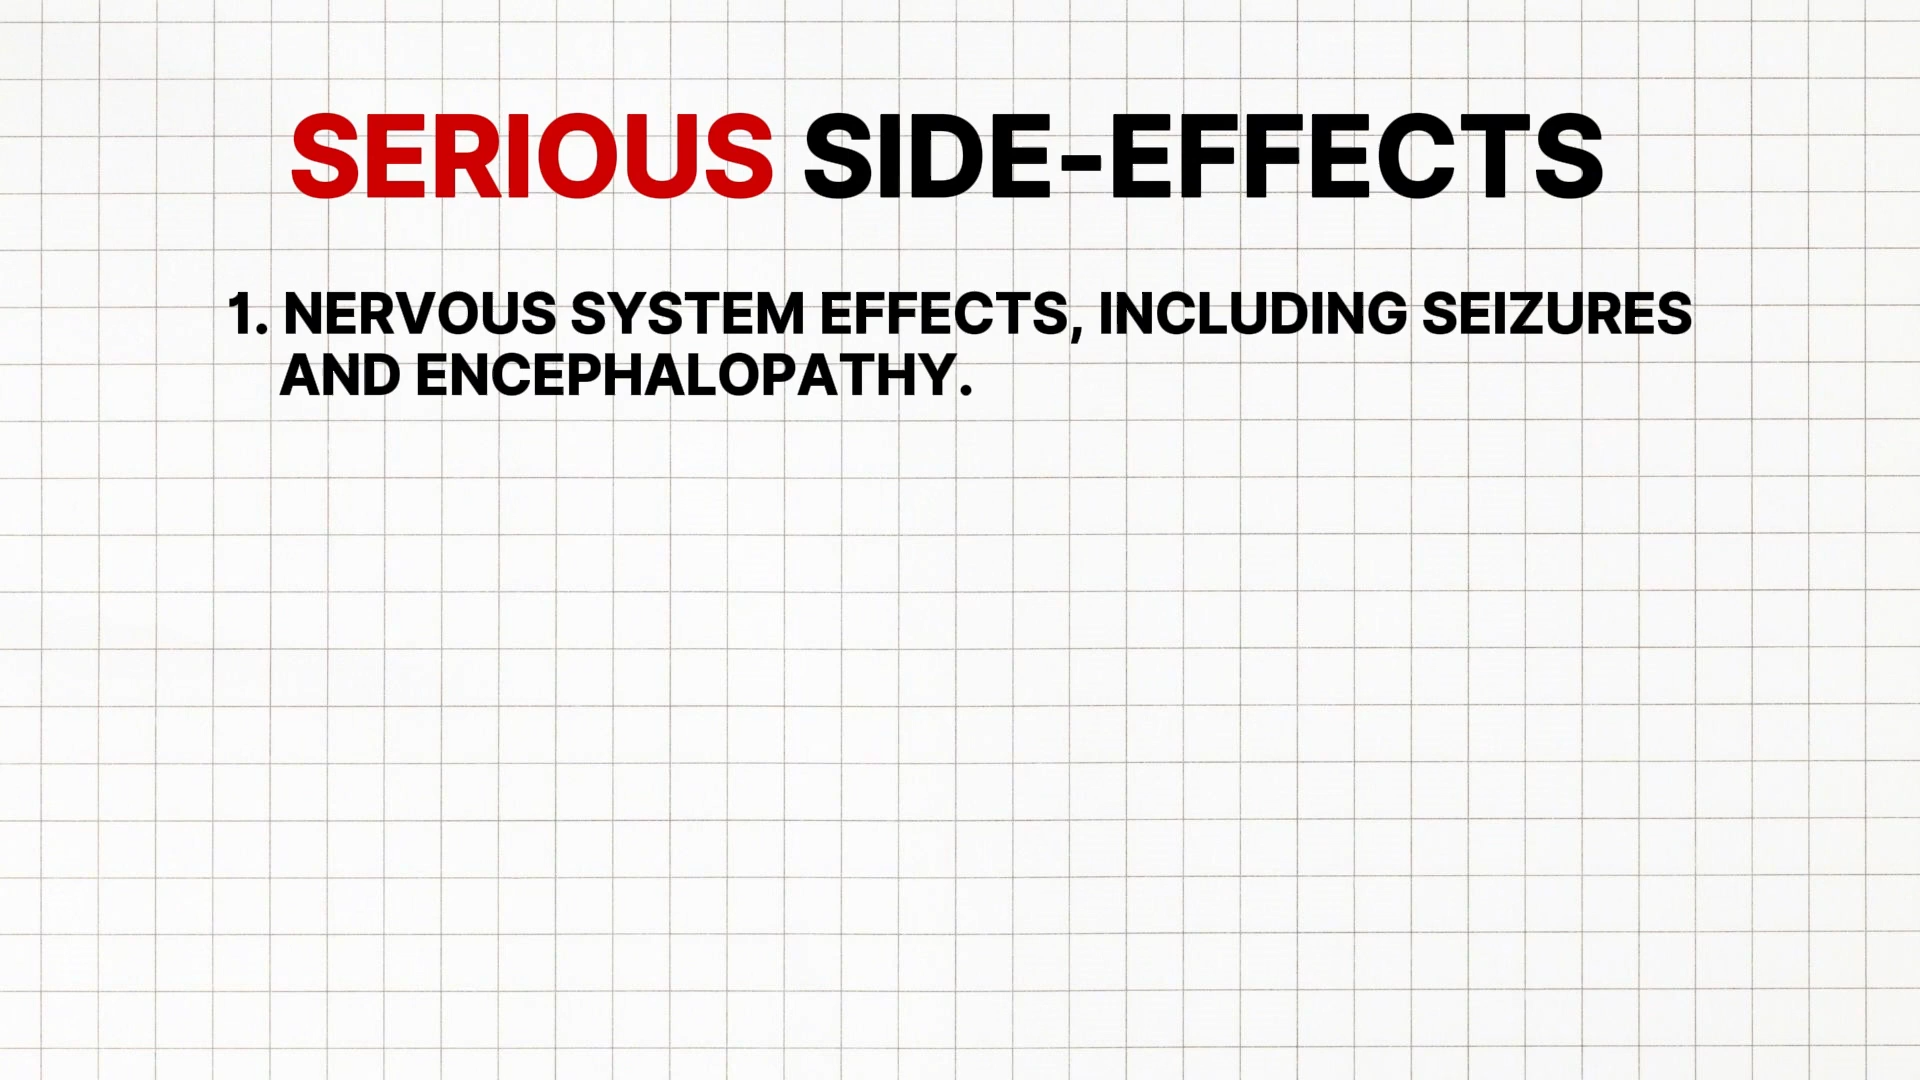 SERIOUS SIDE-EFFECTS
1. NERVOUS SYSTEM EFFECTS, INCLUDING SEIZURES
AND ENCEPHALOPATHY.